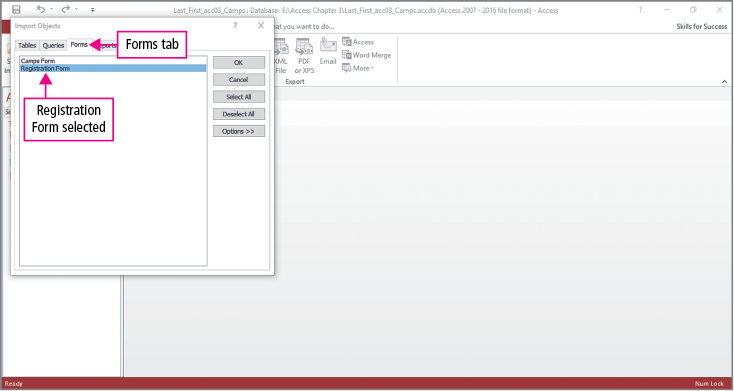 Last_First_acc03_Camps : Database- E\Access Chapter 3\Last_First_acc03_Camps.accdb (Access 2007 - 2016 file format) - Access
Import Objects
?
at you want to do...
Skills for Success
Tables Queries Forms
Forms tab
Camps Form
Registration Form
OK
Cancel
Select All
Deselect All
Options >>
Registration
Form selected
XML
File
PDF
or XPS
Email
Access
Word Merge
More
Export
Ready
Num Lock